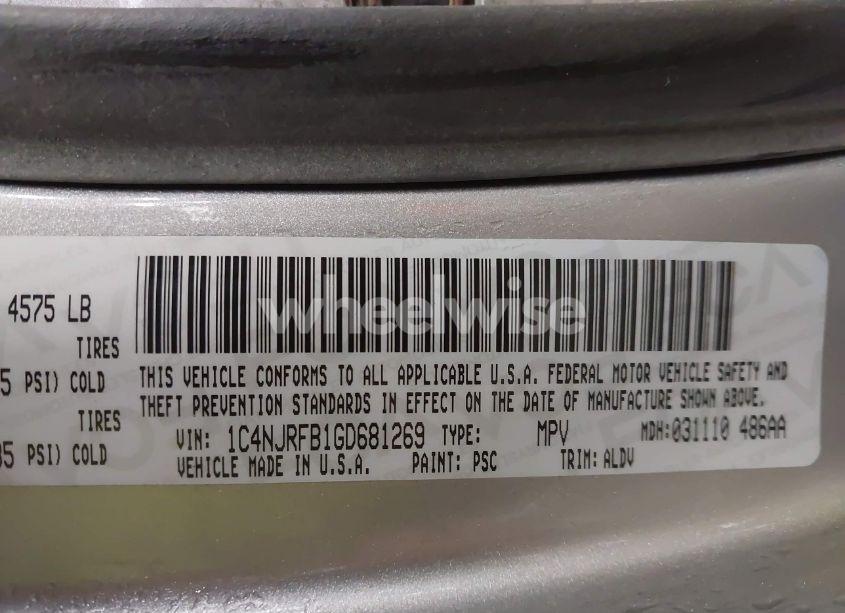 4575 LB
TIRES
5 PSI) COLD
TIRES
35 PSI) COLD
wheelwise
THIS VEHICLE CONFORMS TO ALL APPLICABLE U.S.A. FEDERAL MOTOR VEHICLE SAFETY AND
THEFT PREVENTION STANDARDS IN EFFECT ON THE DATE OF MANUFACTURE SHOWN ABOVE.
VIN: 1C4NJRFB1GD681269 TYPE: MPV MDH:031110 486AA
VEHICLE MADE IN U.S.A. PAINT: PSC TRIM: ALDV